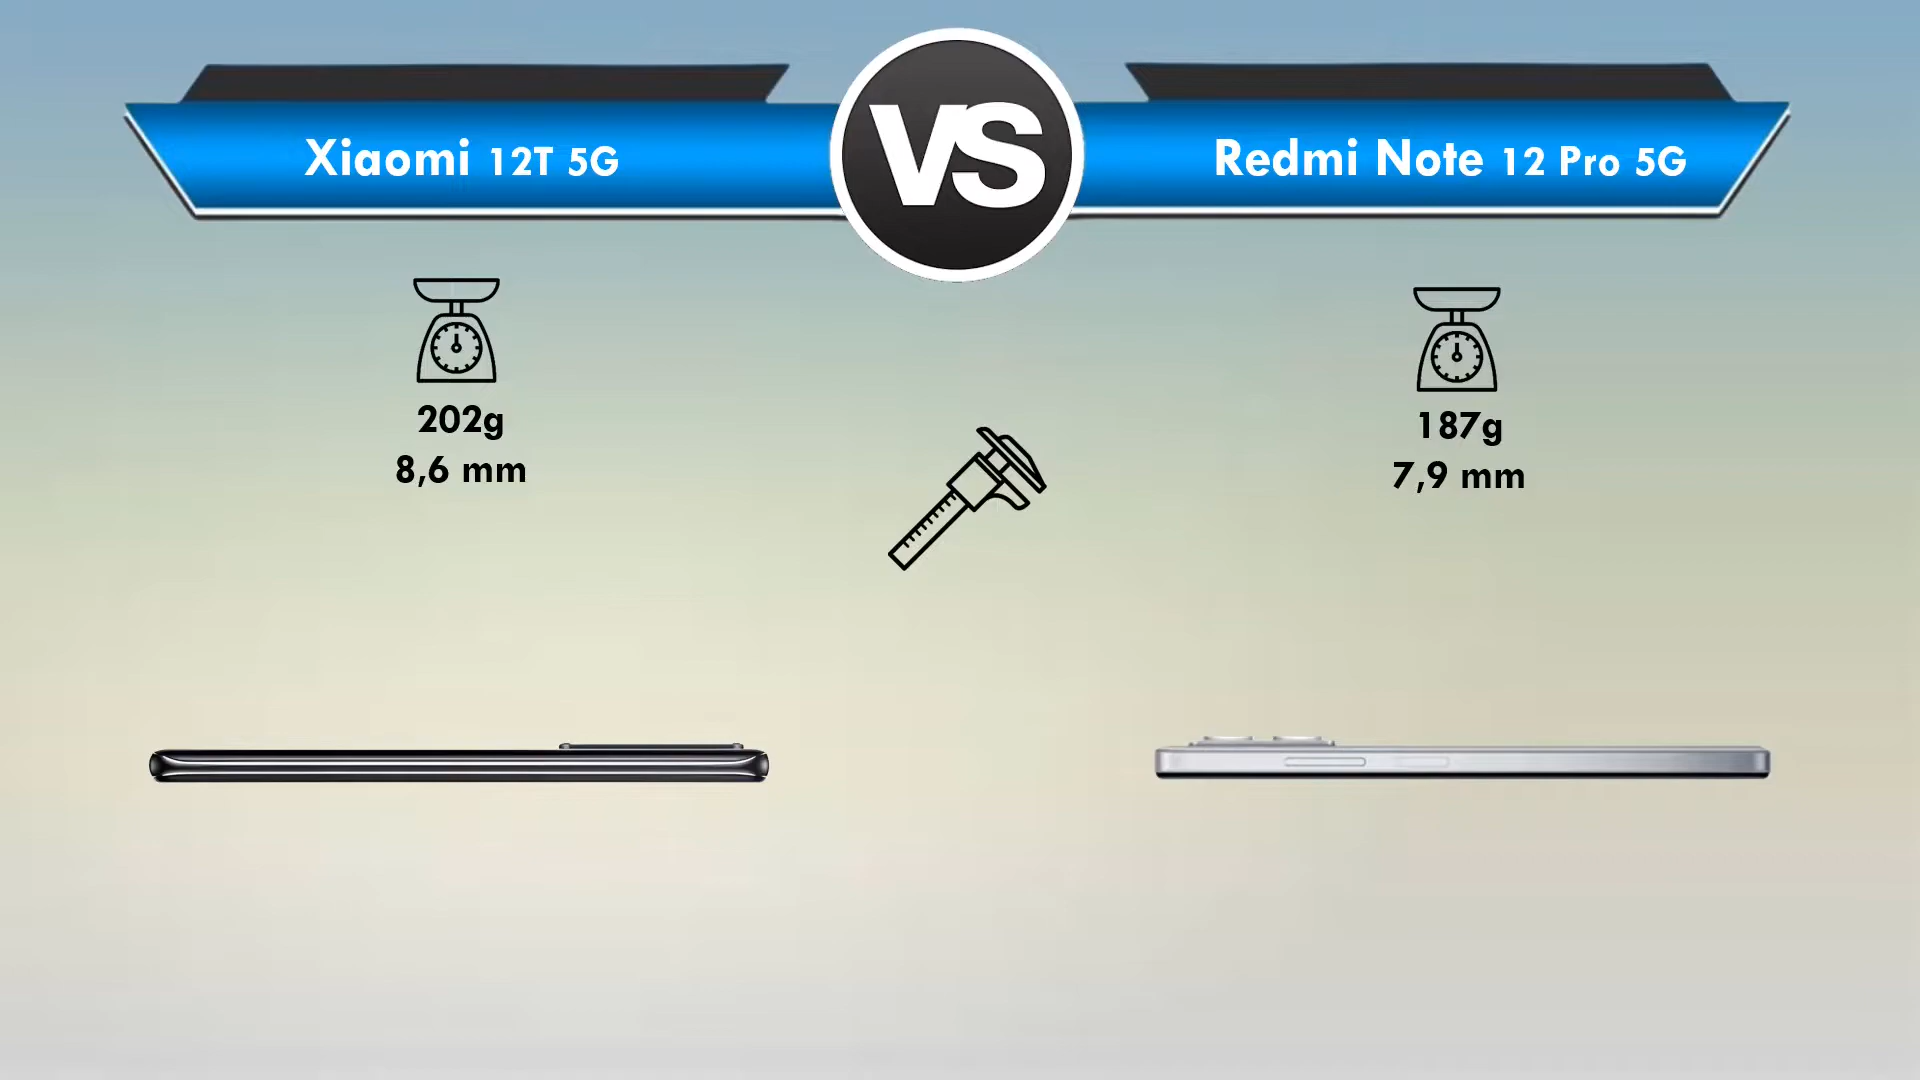 Xiaomi 12T 5G
VS
Redmi Note 12 Pro 5G
202g
8,6 mm
187g
7,9 mm